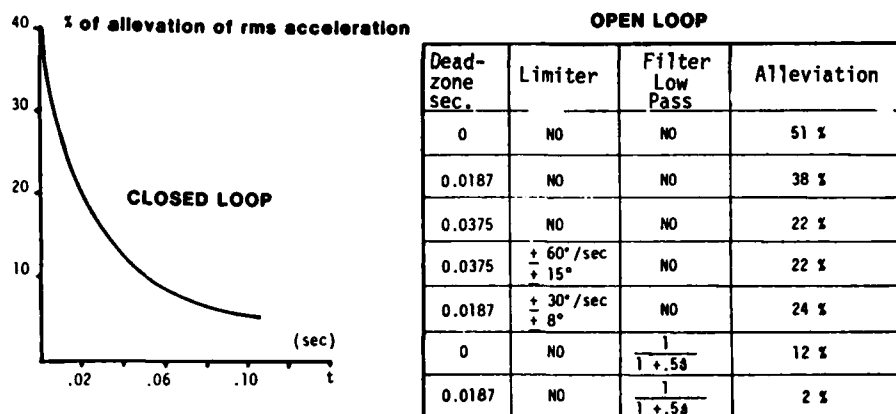 % of allevation of rms acceleration
40
30
20
10
CLOSED LOOP
(sec)
.02 .06 .10 t
OPEN LOOP
Dead-zone sec. Limiter Filter Low Pass Alleviation
0 NO NO 51 %
0.0187 NO NO 38 %
0.0375 NO NO 22 %
0.0375 ± 60°/sec ± 15° NO 22 %
0.0187 ± 30°/sec ± 8° NO 24 %
0 NO 1 / 1 +.5s 12 %
0.0187 NO 1 / 1 +.5s 2 %